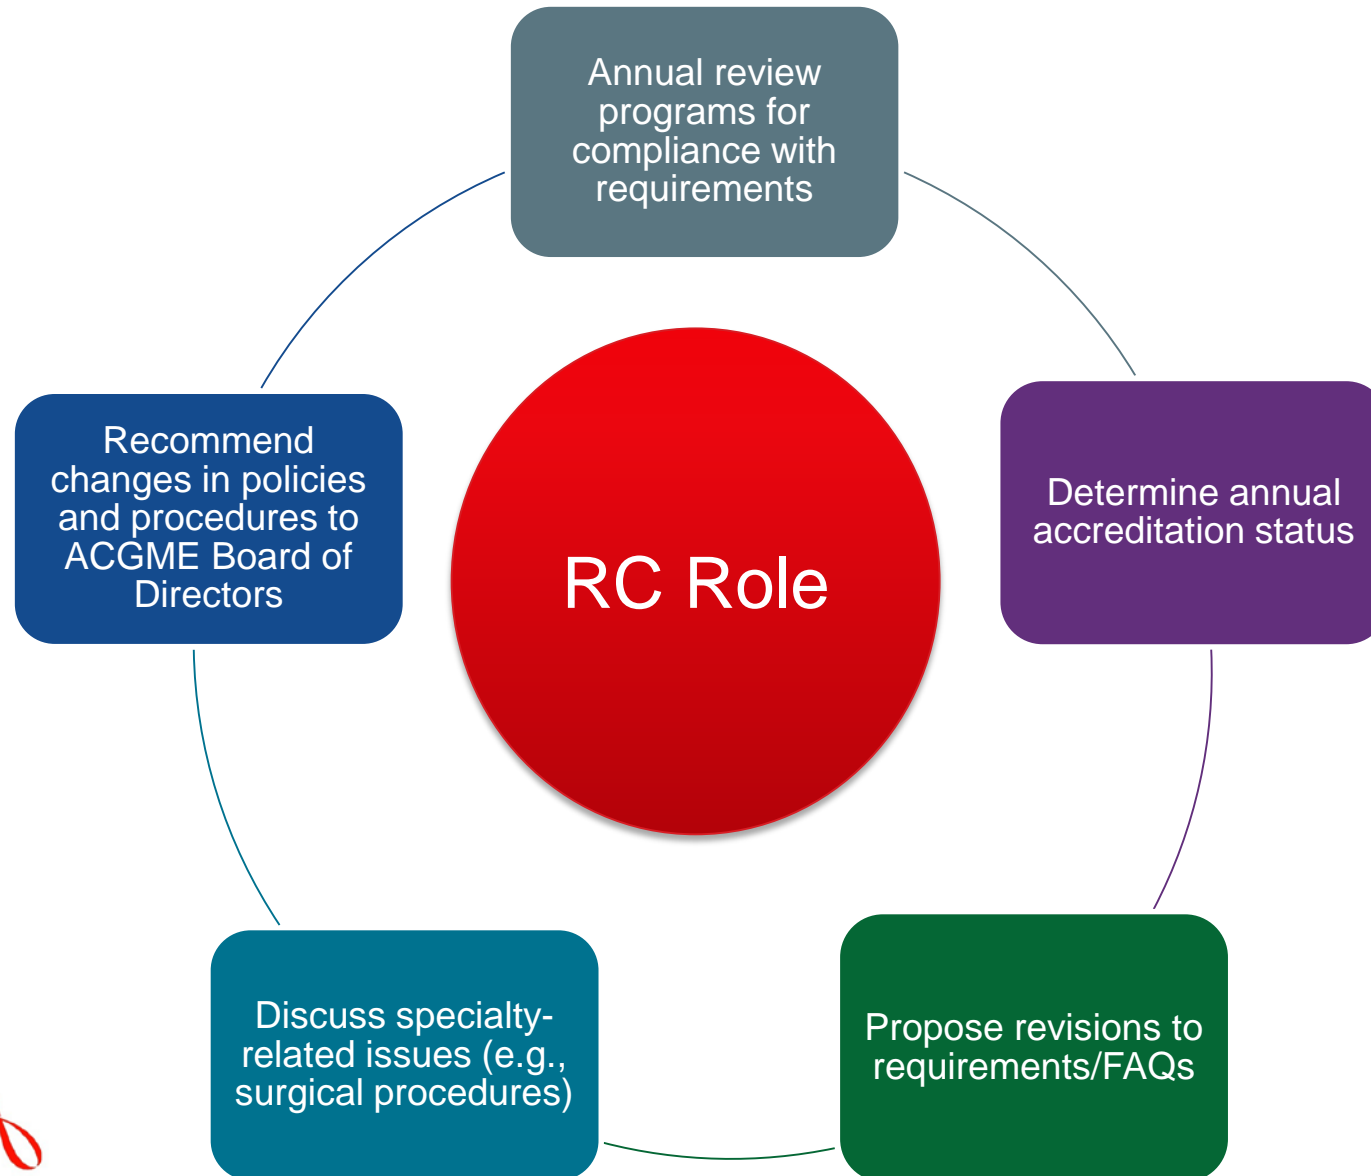 Annual review
programs for
compliance with
requirements
Determine annual
accreditation status
Propose revisions to
requirements/FAQs
Discuss specialty-
related issues (e.g.,
surgical procedures)
Recommend
changes in policies
and procedures to
ACGME Board of
Directors
RC Role